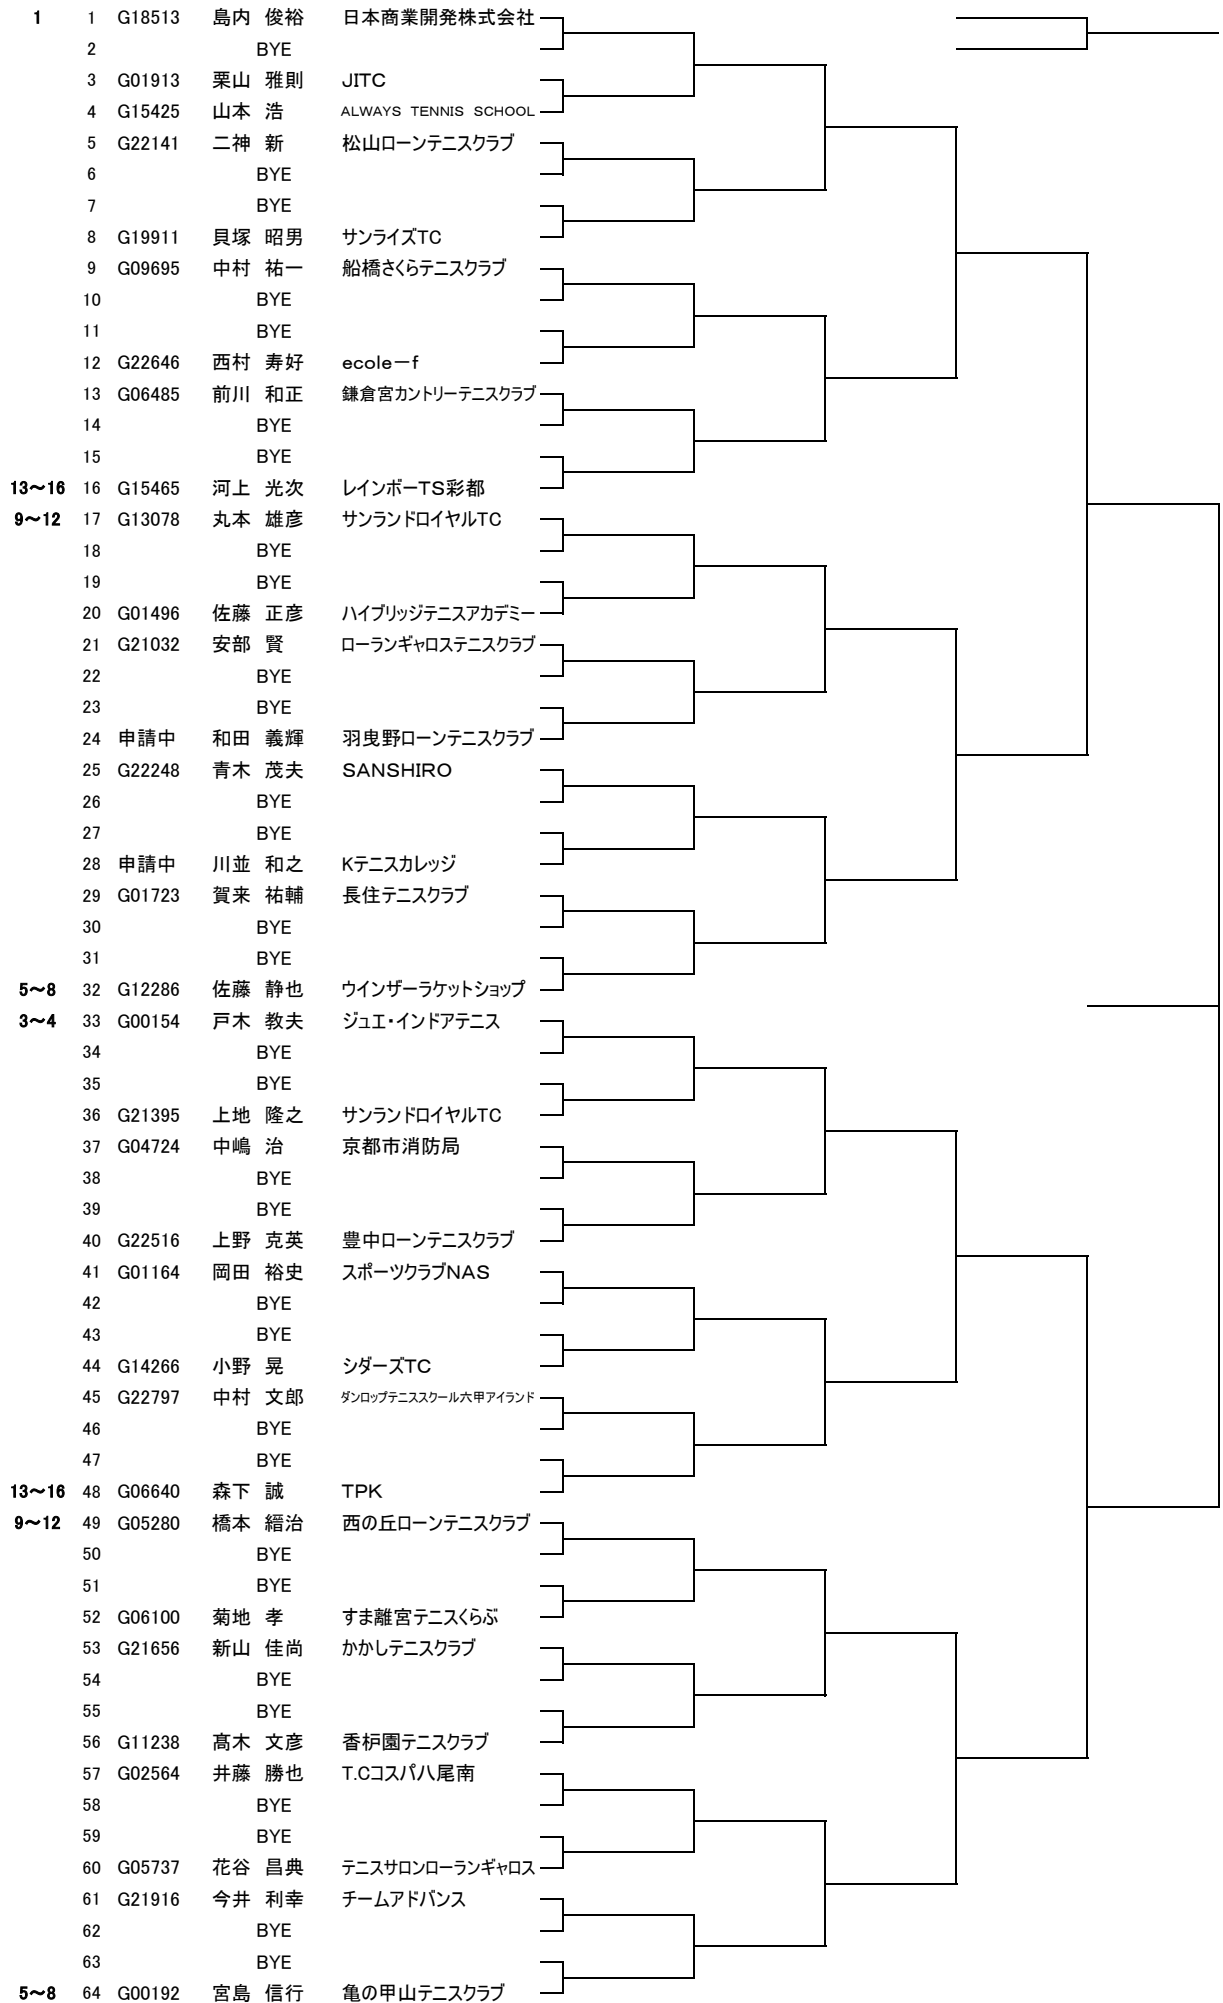 1 1 G18513 島内 俊裕 日本商業開発株式会社
2 BYE
3 G01913 栗山 雅則 JITC
4 G15425 山本 浩 ALWAYS TENNIS SCHOOL
5 G22141 二神 新 松山ローンテニスクラブ
6 BYE
7 BYE
8 G19911 貝塚 昭男 サンライズTC
9 G09695 中村 祐一 船橋さくらテニスクラブ
10 BYE
11 BYE
12 G22646 西村 寿好 ecole－f
13 G06485 前川 和正 鎌倉宮カントリーテニスクラブ
14 BYE
15 BYE
13～16 16 G15465 河上 光次 レインボーTS彩都
9～12 17 G13078 丸本 雄彦 サンランドロイヤルTC
18 BYE
19 BYE
20 G01496 佐藤 正彦 ハイブリッジテニスアカデミー
21 G21032 安部 賢 ローランギャロステニスクラブ
22 BYE
23 BYE
24 申請中 和田 義輝 羽曳野ローンテニスクラブ
25 G22248 青木 茂夫 SANSHIRO
26 BYE
27 BYE
28 申請中 川並 和之 Kテニスカレッジ
29 G01723 賀来 祐輔 長住テニスクラブ
30 BYE
31 BYE
5～8 32 G12286 佐藤 静也 ウインザーラケットショップ
3～4 33 G00154 戸木 教夫 ジュエ・インドアテニス
34 BYE
35 BYE
36 G21395 上地 隆之 サンランドロイヤルTC
37 G04724 中嶋 治 京都市消防局
38 BYE
39 BYE
40 G22516 上野 克英 豊中ローンテニスクラブ
41 G01164 岡田 裕史 スポーツクラブNAS
42 BYE
43 BYE
44 G14266 小野 晃 シダーズTC
45 G22797 中村 文郎 ダンロップテニススクール六甲アイランド
46 BYE
47 BYE
13～16 48 G06640 森下 誠 TPK
9～12 49 G05280 橋本 縉治 西の丘ローンテニスクラブ
50 BYE
51 BYE
52 G06100 菊地 孝 すま離宮テニスくらぶ
53 G21656 新山 佳尚 かかしテニスクラブ
54 BYE
55 BYE
56 G11238 髙木 文彦 香枦園テニスクラブ
57 G02564 井藤 勝也 T.Cコスパ八尾南
58 BYE
59 BYE
60 G05737 花谷 昌典 テニスサロンローランギャロス
61 G21916 今井 利幸 チームアドバンス
62 BYE
63 BYE
5～8 64 G00192 宮島 信行 亀の甲山テニスクラブ